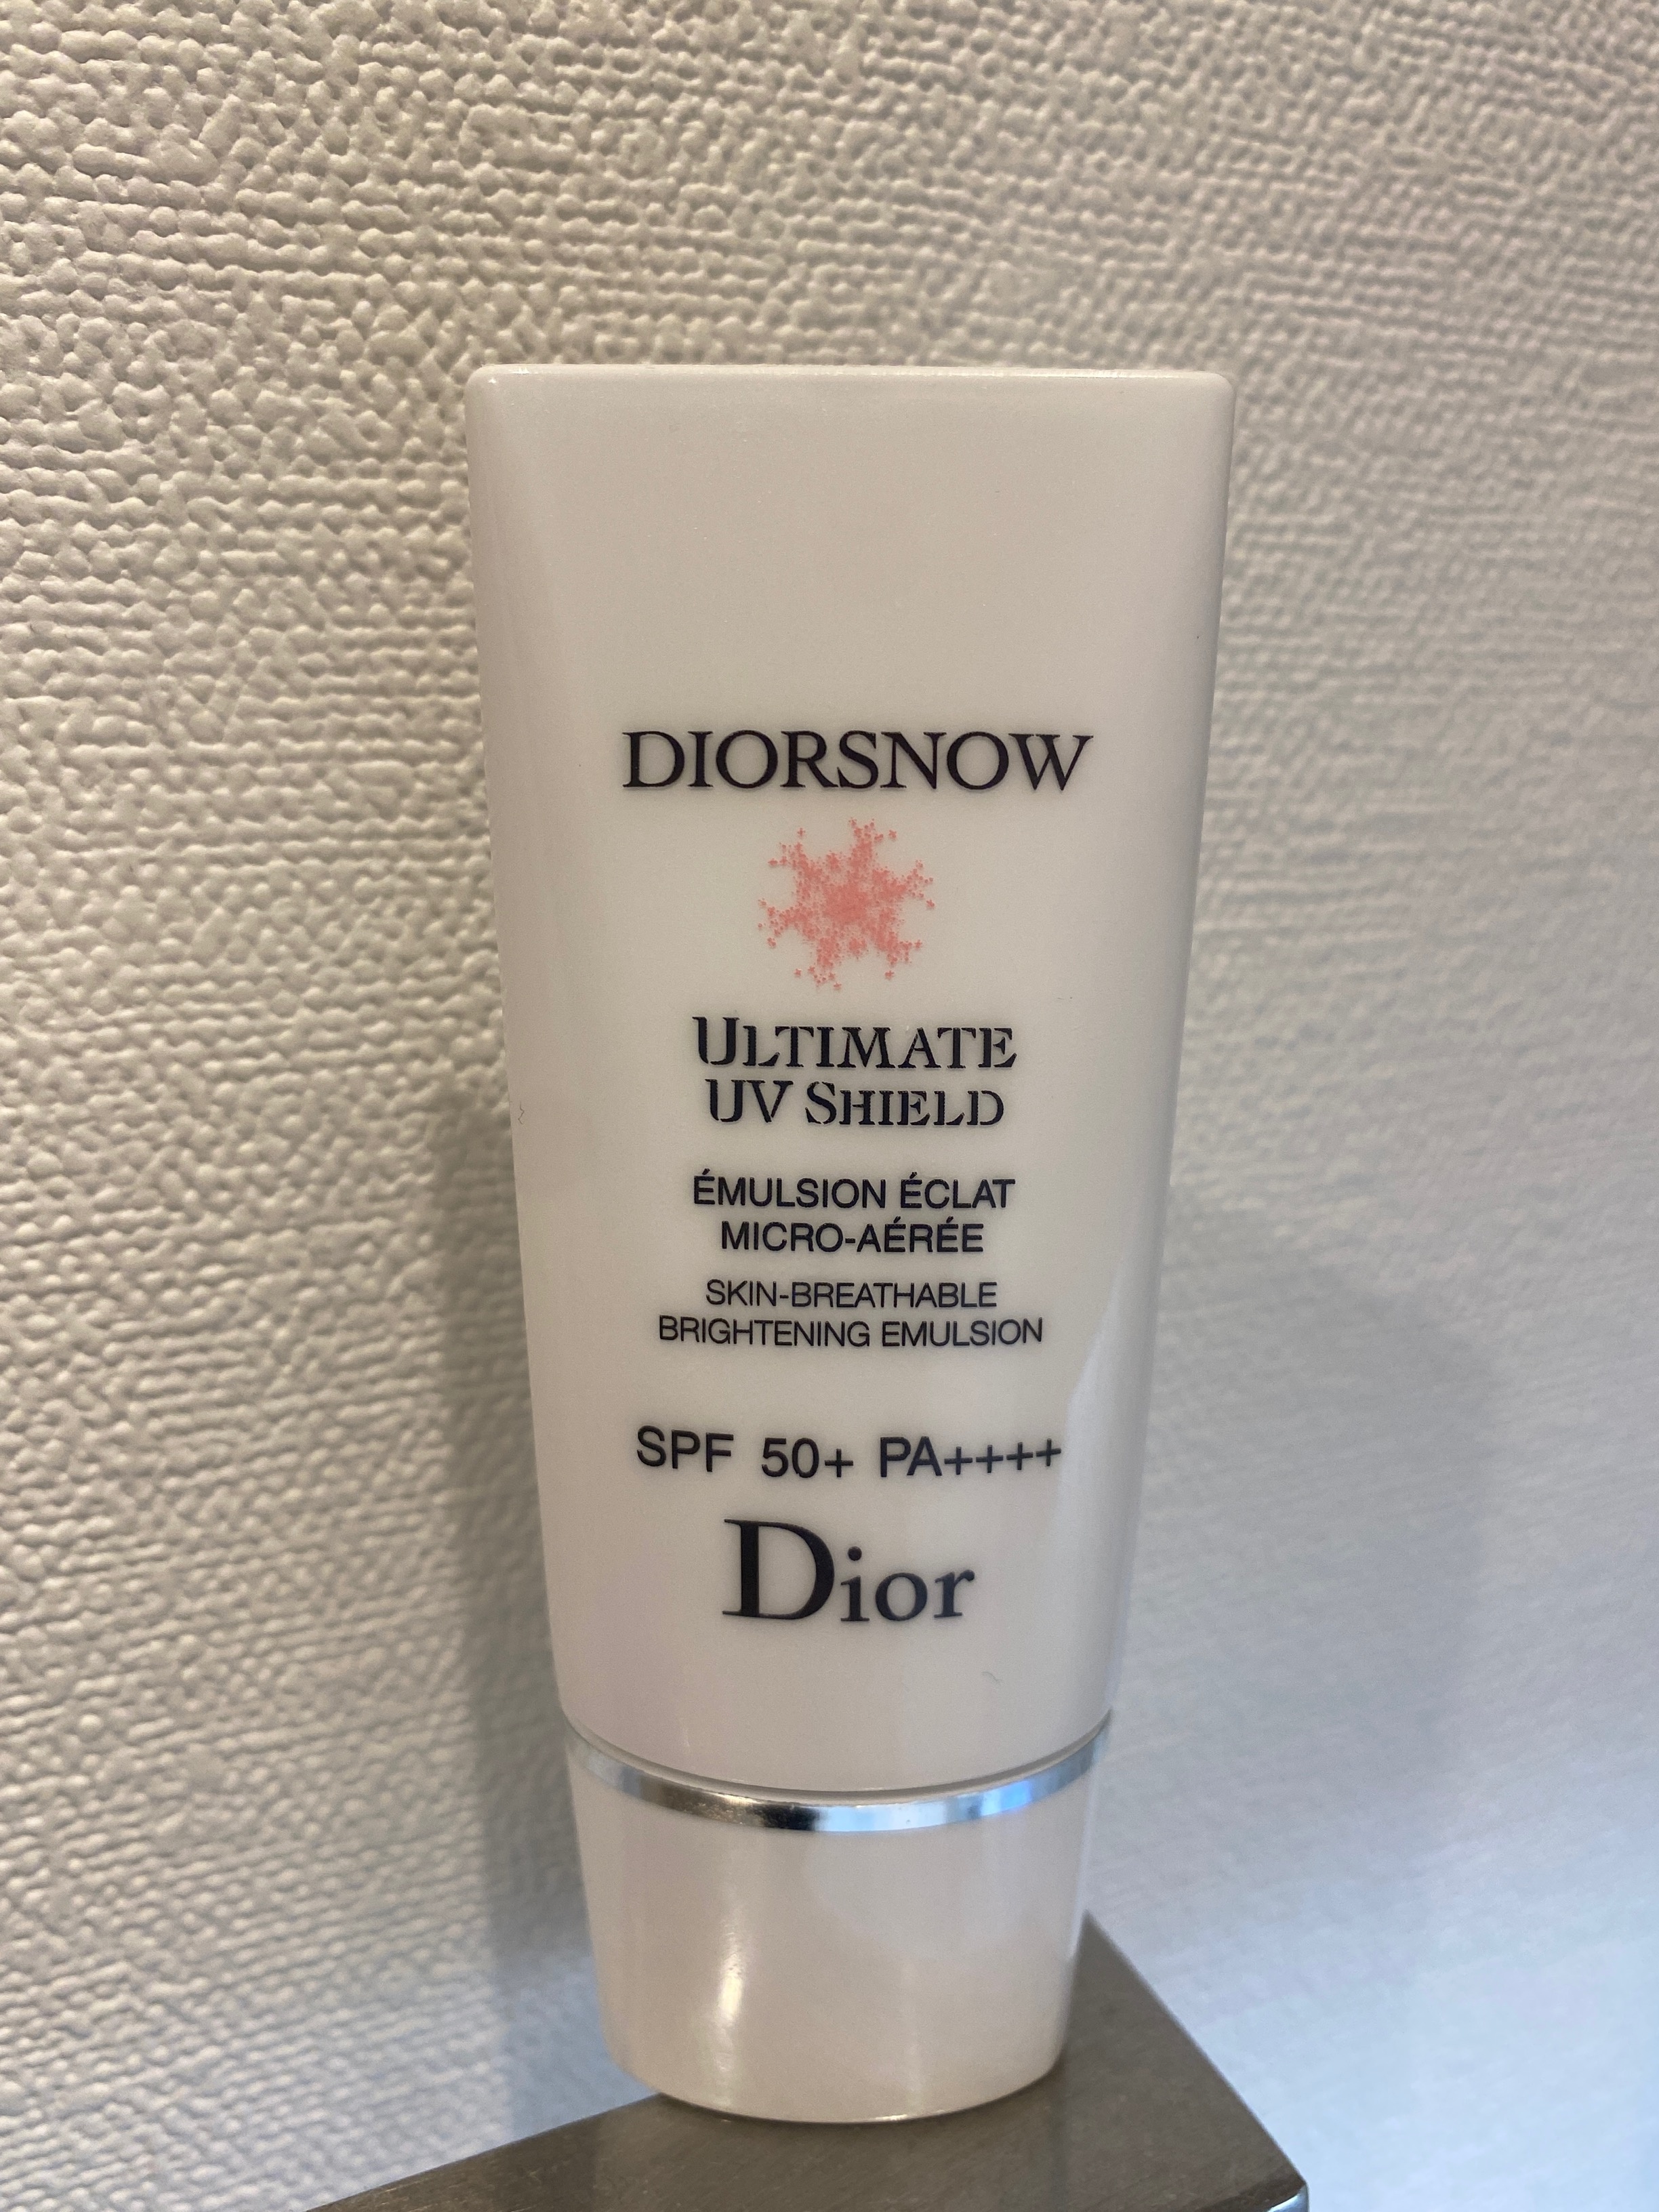 DIORSNOW
ULTIMATE
UV SHIELD
ÉMULSION ÉCLAT
MICRO-AÉRÉE
SKIN-BREATHABLE
BRIGHTENING EMULSION
SPF 50+ PA++++
Dior